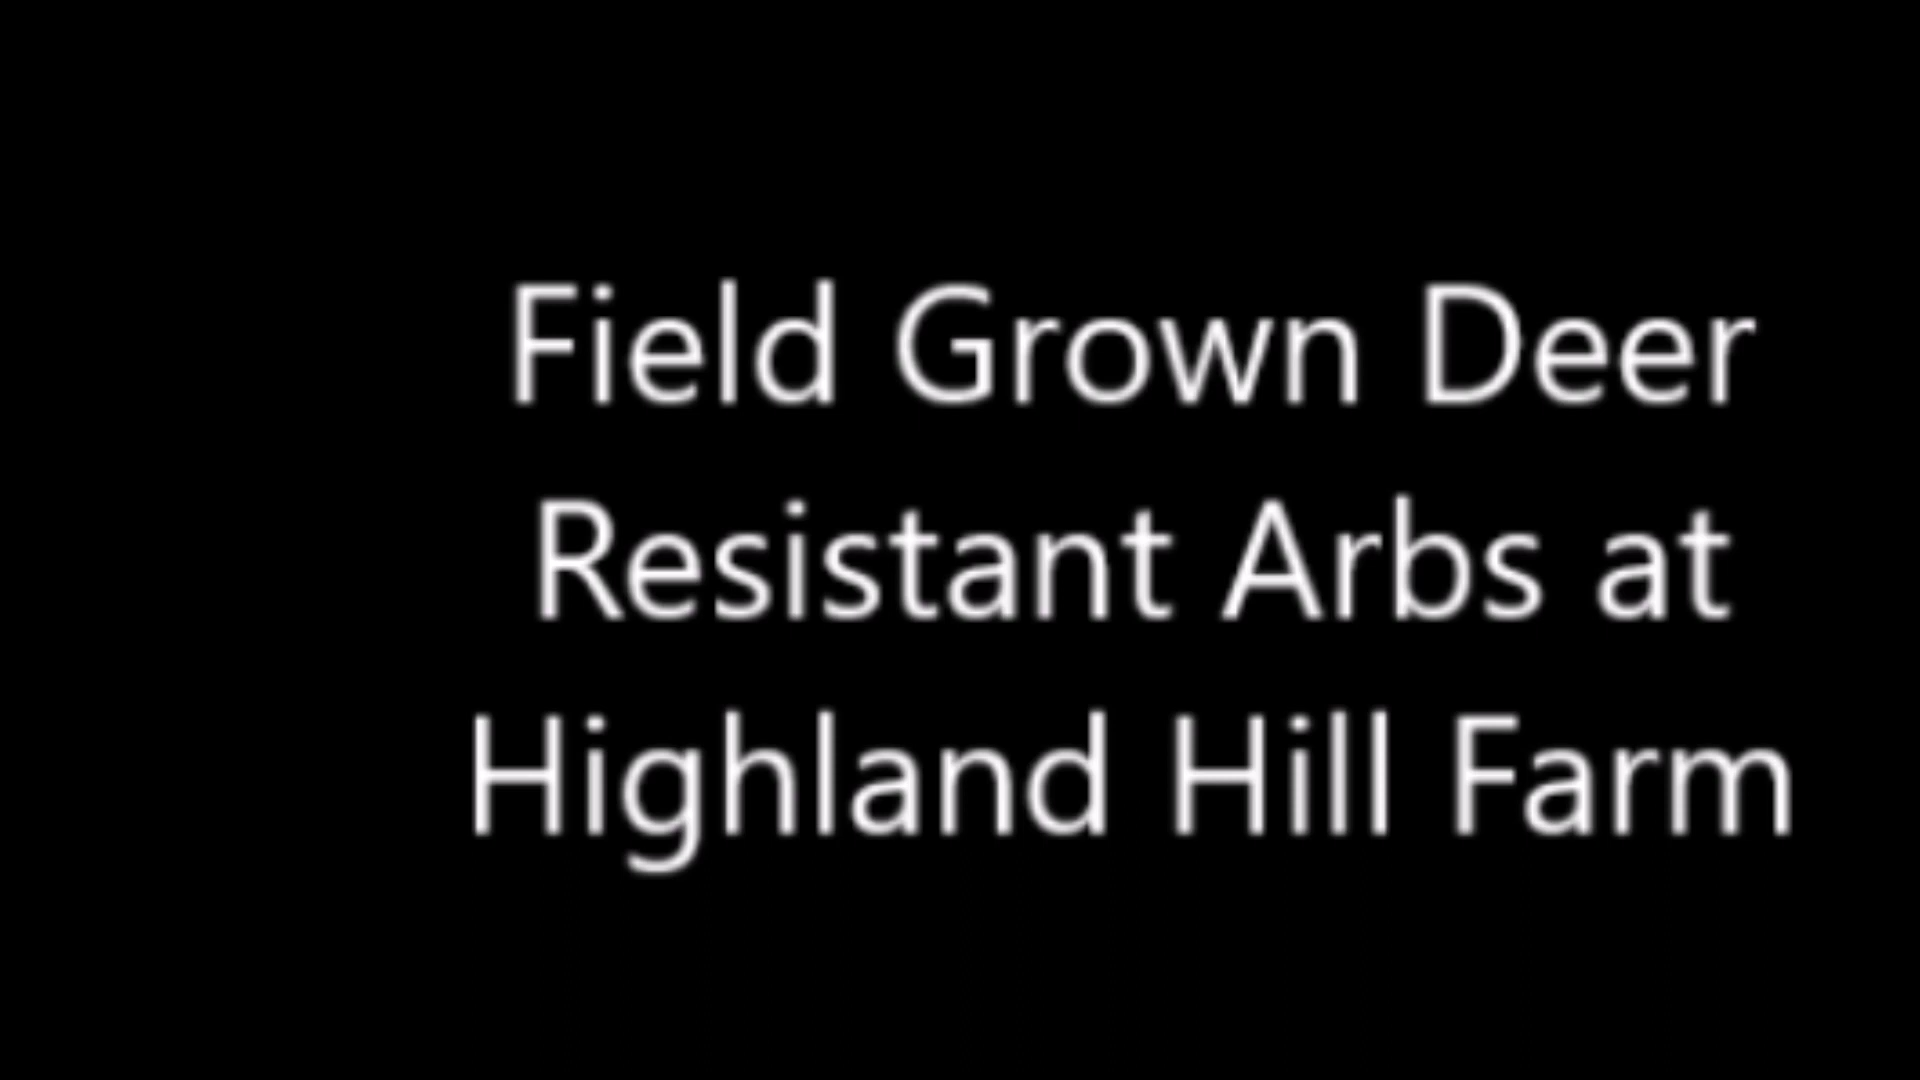 Field Grown Deer
Resistant Arbs at
Highland Hill Farm